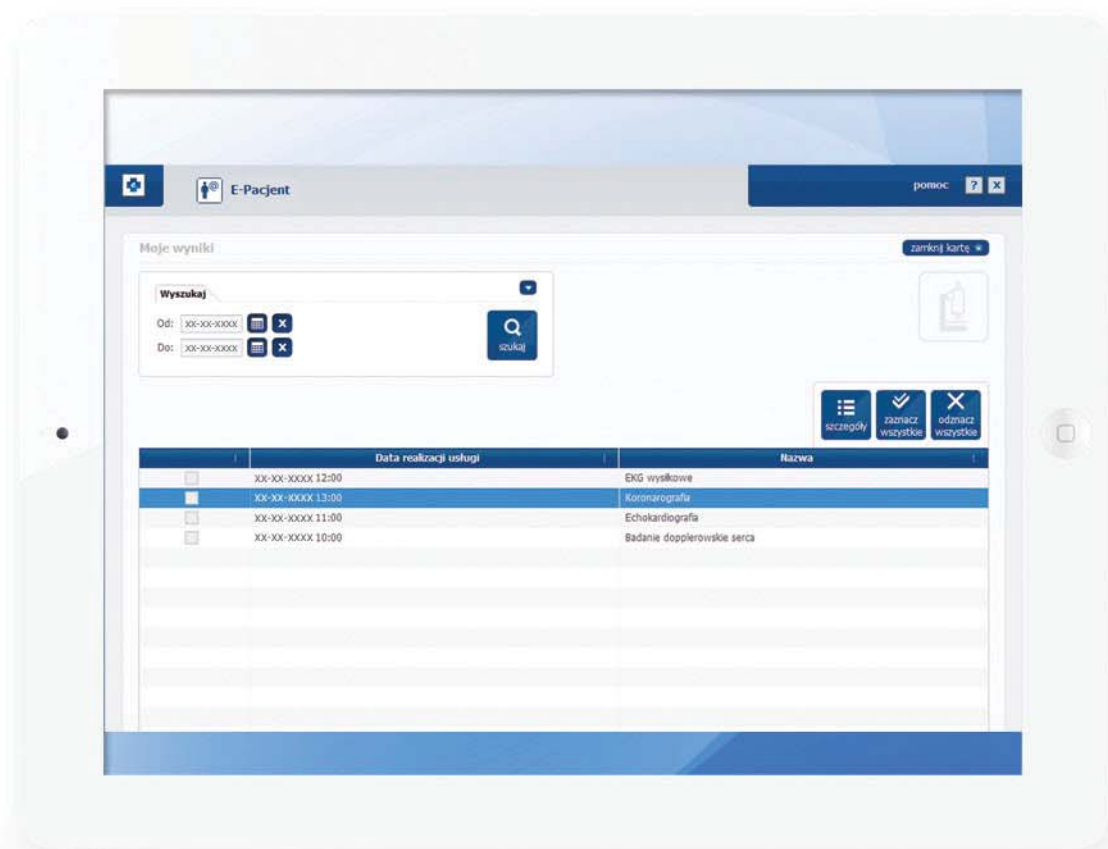 E-Pacjent
pomoc ? X
Moje wyniki
zamknij kartę
Wyszukaj
Od: xx-xx-xxxx
Do: xx-xx-xxxx
szukaj
szczegóły
zaznacz wszystkie
odznacz wszystkie
Data realizacji usługi Nazwa
xx-xx-xxxx 12:00 EKG wysiłkowe
xx-xx-xxxx 13:00 Koronarografia
xx-xx-xxxx 11:00 Echokardiografia
xx-xx-xxxx 10:00 Badanie dopplerowskie serca